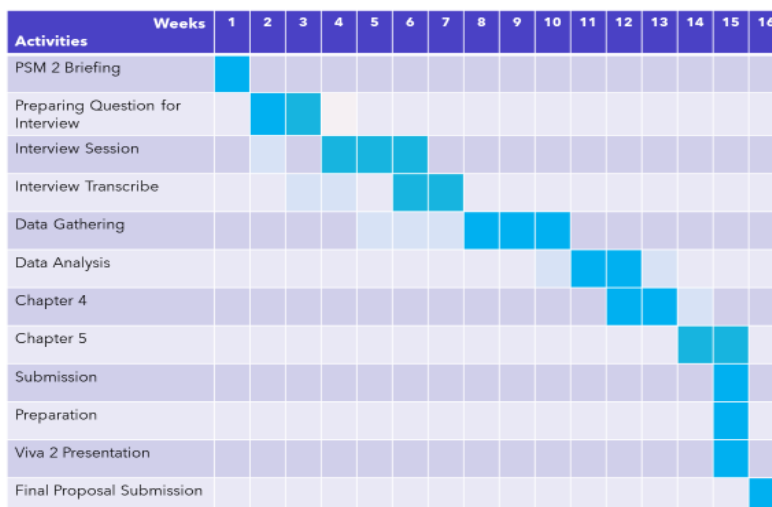 Weeks 1 2 3 4 5 6 7 8 9 10 11 12 13 14 15 16
Activities
PSM 2 Briefing
Preparing Question for
Interview
Interview Session
Interview Transcribe
Data Gathering
Data Analysis
Chapter 4
Chapter 5
Submission
Preparation
Viva 2 Presentation
Final Proposal Submission